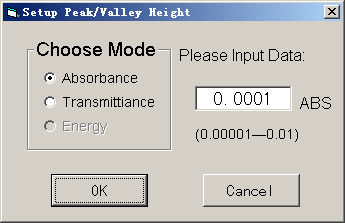 Setup Peak/Valley Height
Choose Mode
Please Input Data:
Absorbance
Transmittiance
0.0001 ABS
Energy
(0.00001—0.01)
OK
Cancel